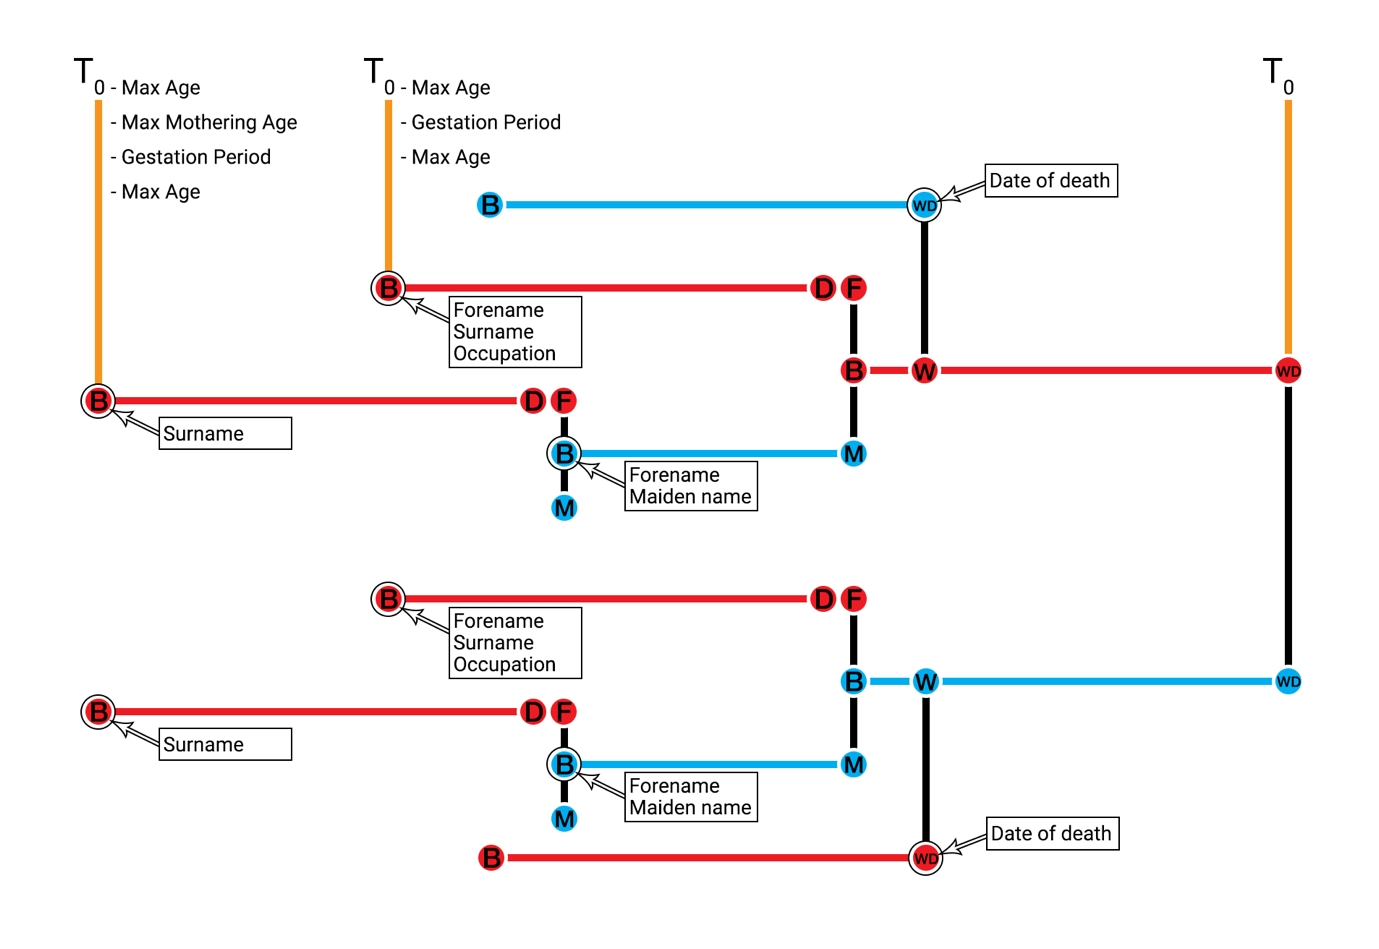 T0 - Max Age
- Max Mothering Age
- Gestation Period
- Max Age
T0 - Max Age
- Gestation Period
- Max Age
T0
B
WD
Date of death
B
D
F
Forename
Surname
Occupation
B
W
WD
B
D
F
Surname
B
M
Forename
Maiden name
M
B
D
F
Forename
Surname
Occupation
B
W
WD
B
D
F
Surname
B
M
Forename
Maiden name
M
B
WD
Date of death